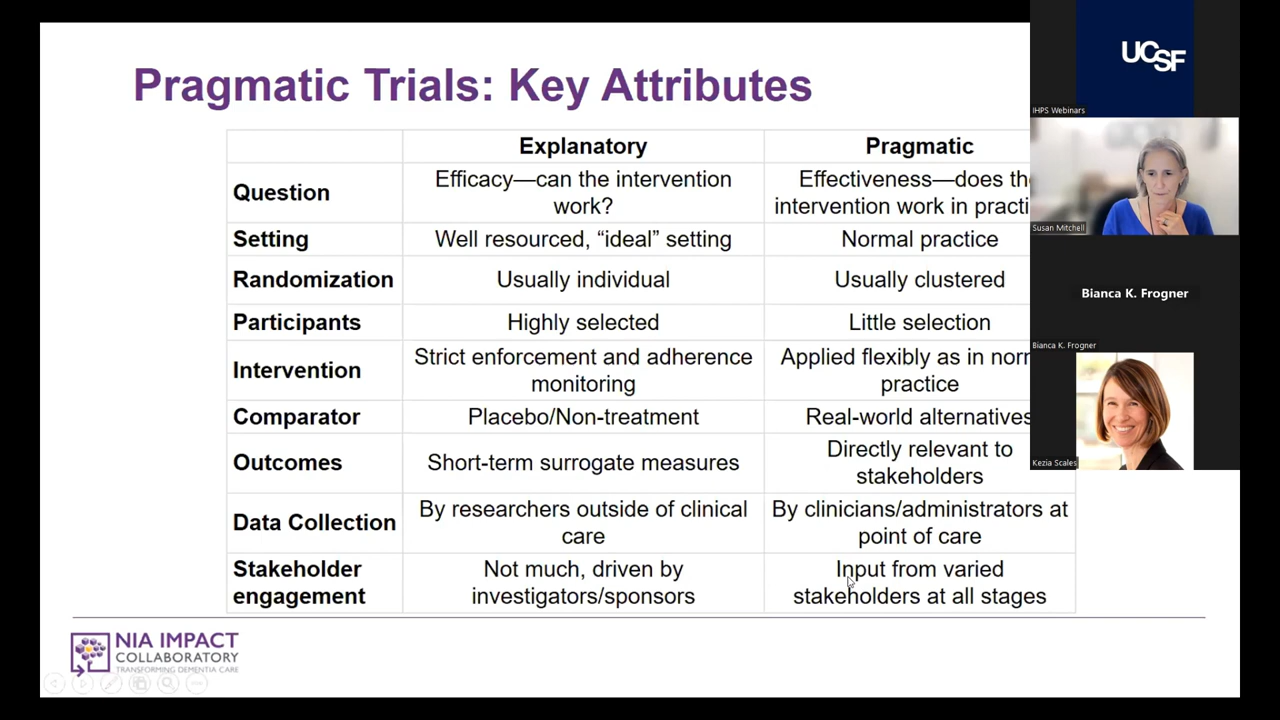 Pragmatic Trials: Key Attributes
Explanatory
Pragmatic
Question
Efficacy—can the intervention
work?
Effectiveness—does
intervention work in
Setting
Well resourced, “ideal” setting
Normal practice
Randomization
Usually individual
Usually clustered
Participants
Highly selected
Little selection
Intervention
Strict enforcement and adherence
monitoring
Applied flexibly as in
practice
Comparator
Placebo/Non-treatment
Real-world alternatives
Outcomes
Short-term surrogate measures
Directly relevant to
stakeholders
Data Collection
By researchers outside of clinical
care
By clinicians/administrators at
point of care
Stakeholder
engagement
Not much, driven by
investigators/sponsors
Input from varied
stakeholders at all stages
NIA IMPACT
COLLABORATORY
TRANSFORMING DEMENTIA CARE
UCSF
IHPS Webinars
Susan Mitchell
Bianca K. Frogner
Bianca K. Frogner
Kezia Scales